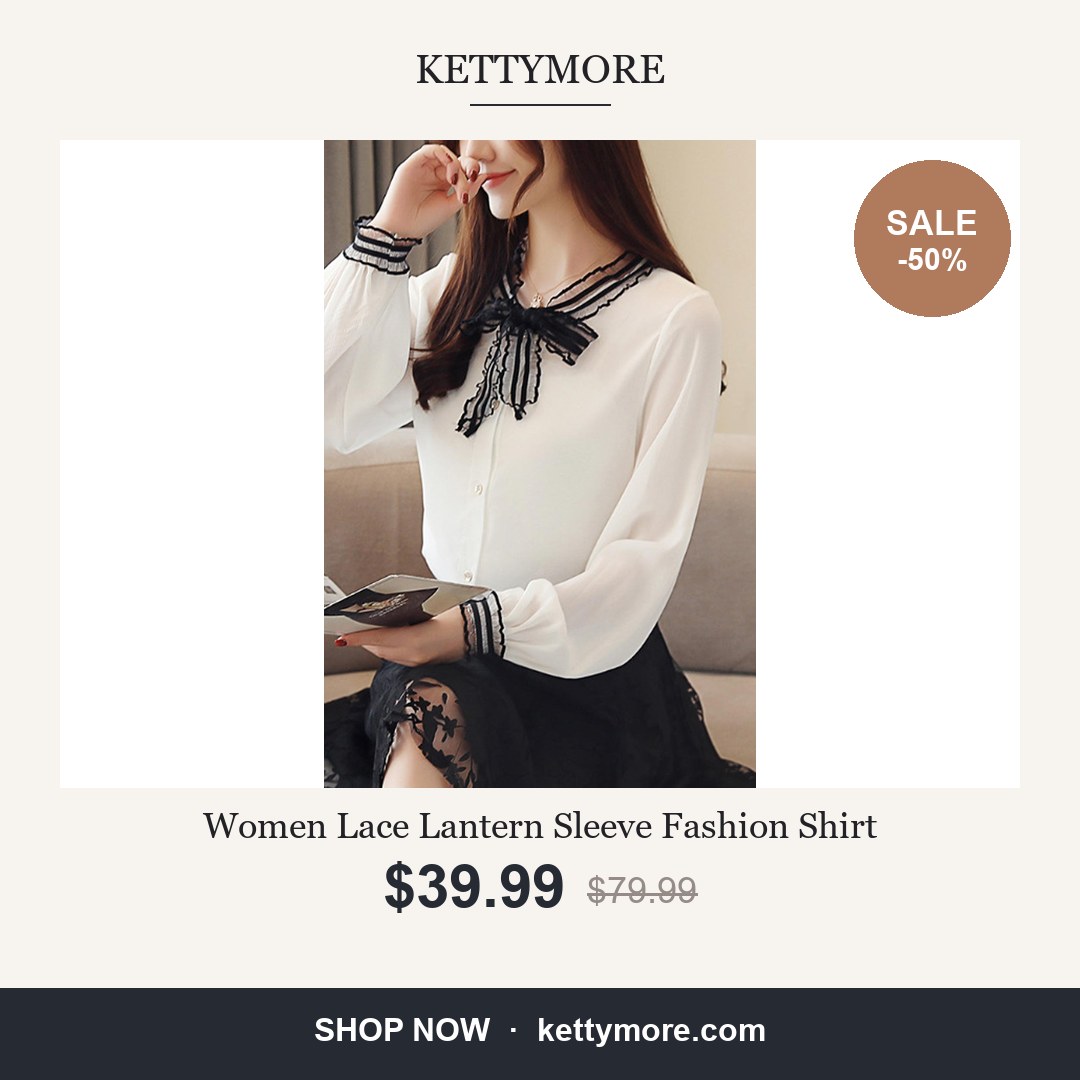 KETTYMORE
SALE
-50%
Women Lace Lantern Sleeve Fashion Shirt
$39.99 $79.99
SHOP NOW · kettymore.com